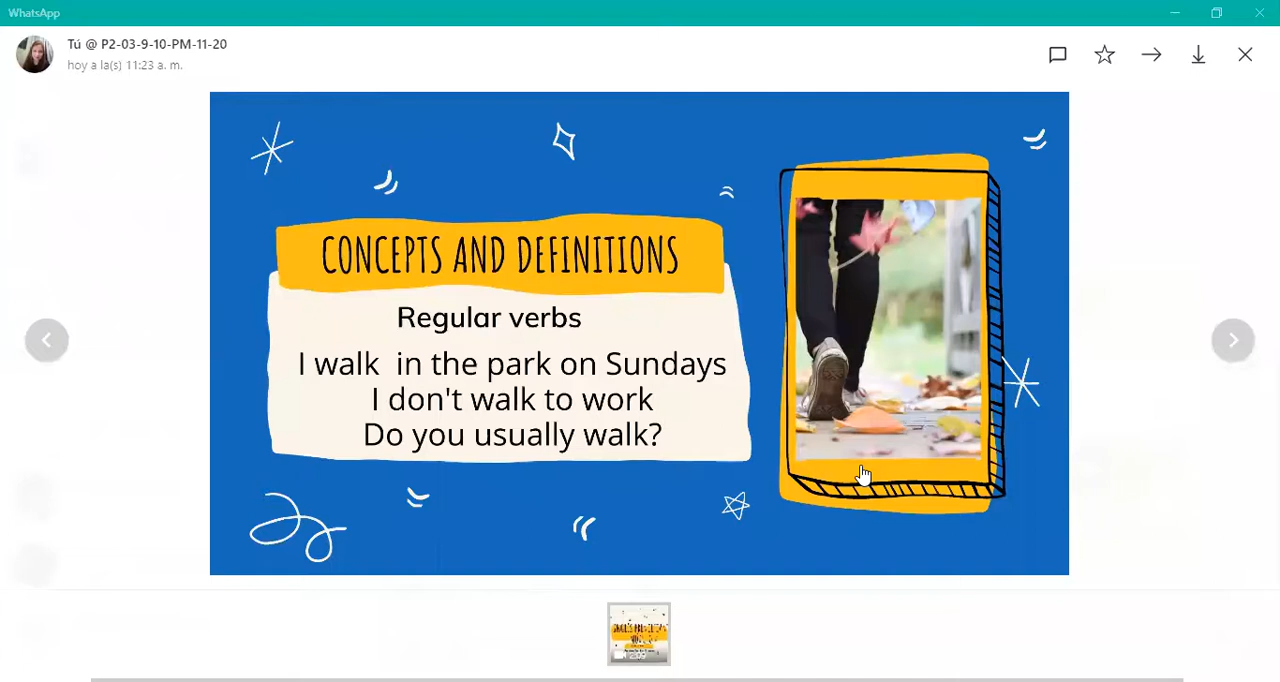 WhatsApp
Tú @ P2-03-9-10-PM-11-20
hoy a la(s) 11:23 a. m.
CONCEPTS AND DEFINITIONS
Regular verbs
I walk in the park on Sundays
I don't walk to work
Do you usually walk?